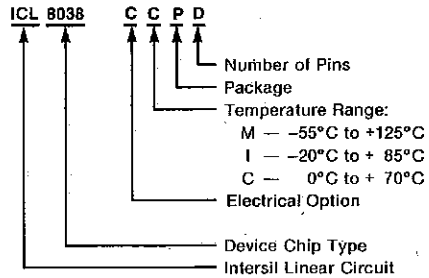 ICL 8038 C C P D
Number of Pins
Package
Temperature Range:
M — −55°C to +125°C
I — −20°C to + 85°C
C — 0°C to + 70°C
Electrical Option
Device Chip Type
Intersil Linear Circuit